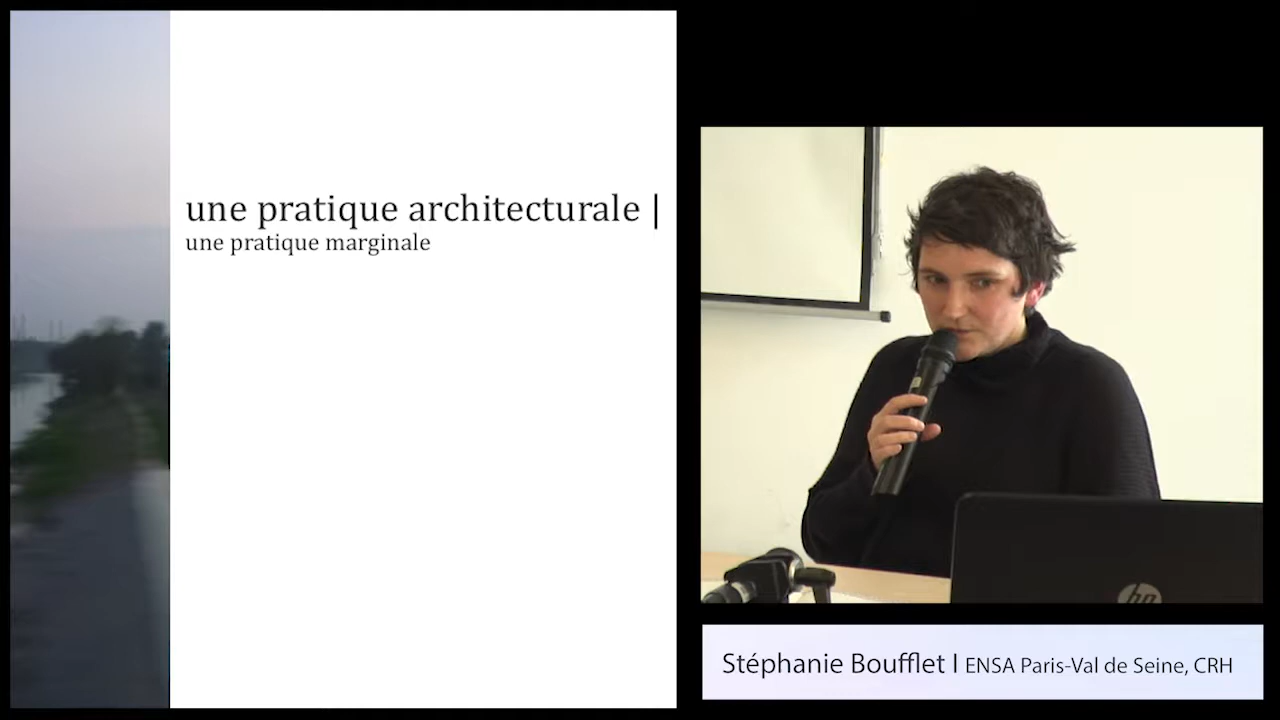 une pratique architecturale |
une pratique marginale
hp
Stéphanie Boufflet I ENSA Paris-Val de Seine, CRH